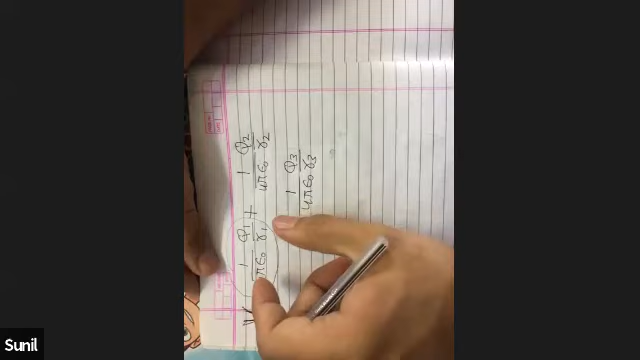 V = 1/4πε₀ Q₁/r₁ + 1/4πε₀ Q₂/r₂
1/4πε₀ Q₃/r₃
Sunil